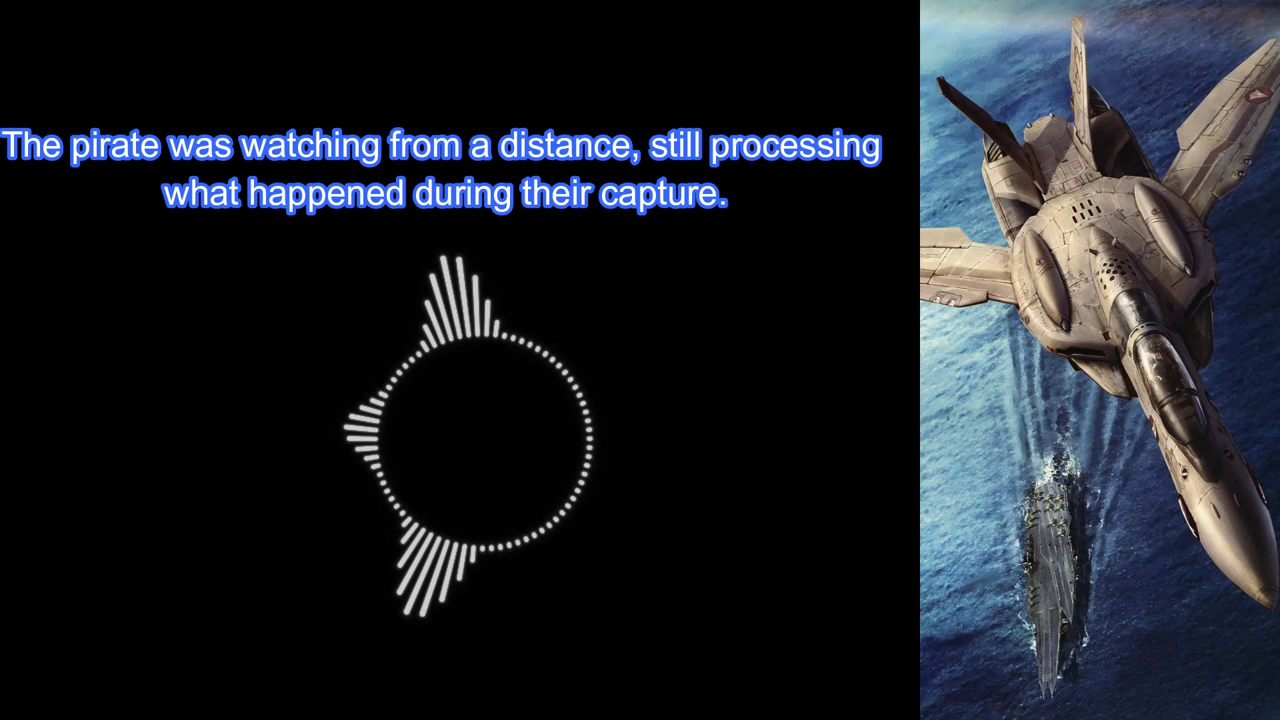 The pirate was watching from a distance, still processing
what happened during their capture.